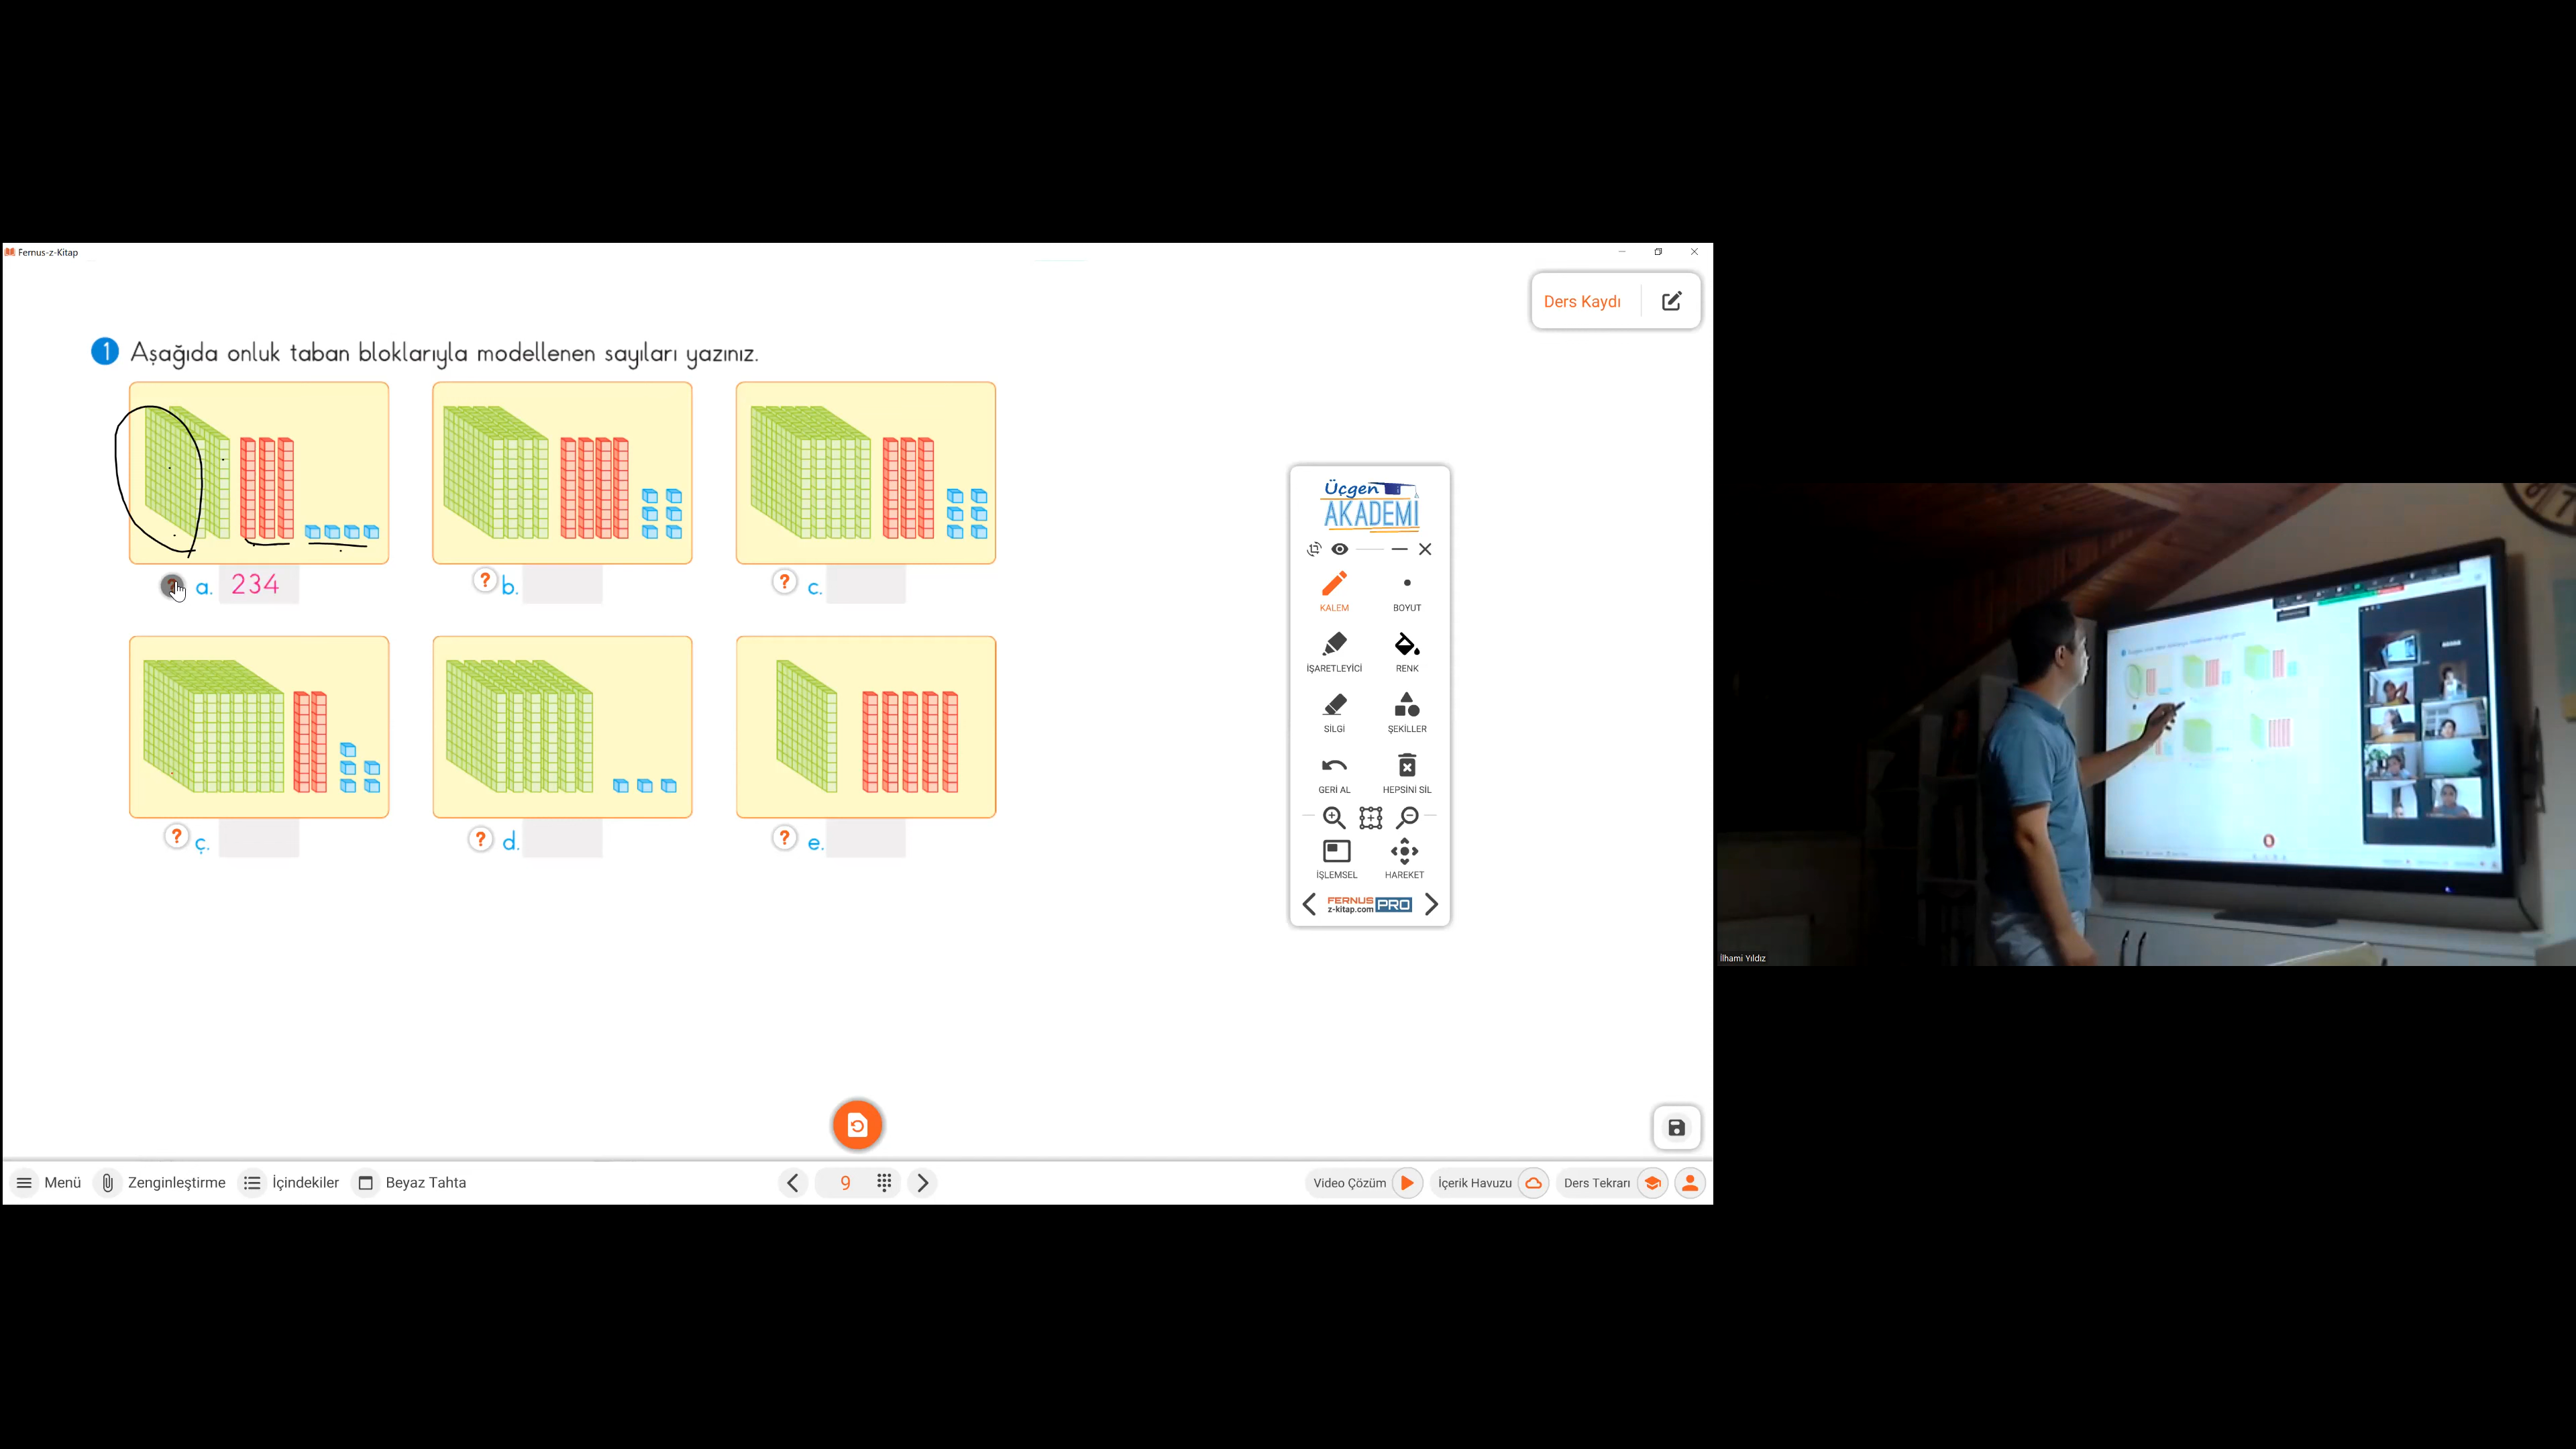 Fernus-z-Kitap
Ders Kaydı
1 Aşağıda onluk taban bloklarıyla modellenen sayıları yazınız.
? a. 234
? b.
? c.
? ç.
? d.
? e.
Üçgen
AKADEMİ
KALEM
BOYUT
İŞARETLEYİCİ
RENK
SİLGİ
ŞEKİLLER
GERİ AL
HEPSİNİ SİL
İŞLEMSEL
HAREKET
FERNUS
z-kitap.com PRO
İlhami Yıldız
Menü
Zenginleştirme
İçindekiler
Beyaz Tahta
9
Video Çözüm
İçerik Havuzu
Ders Tekrarı